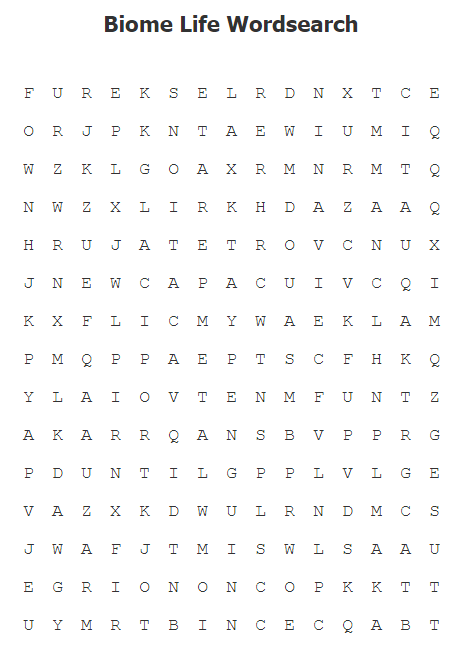 Biome Life Wordsearch
F U R E K S E L R D N X T C E
O R J P K N T A E W I U M I Q
W Z K L G O A X R M N R M T Q
N W Z X L I R K H D A Z A A Q
H R U J A T E T R O V C N U X
J N E W C A P A C U I V C Q I
K X F L I C M Y W A E K L A M
P M Q P P A E P T S C F H K Q
Y L A I O V T E N M F U N T Z
A K A R R Q A N S B V P P R G
P D U N T I L G P P L V L G E
V A Z X K D W U L R N D M C S
J W A F J T M I S W L S A A U
E G R I O N O N C O P K K T T
U Y M R T B I N C E C Q A B T